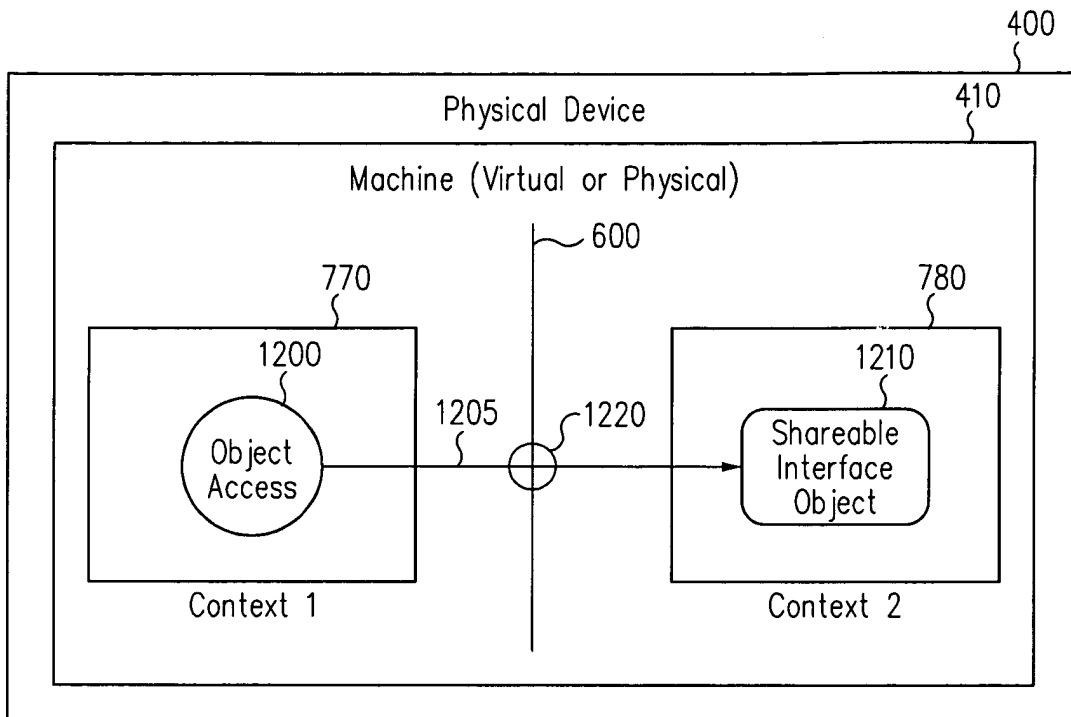 400
Physical Device
410
Machine (Virtual or Physical)
600
770
780
1200
1210
1205
1220
Object
Access
Shareable
Interface
Object
Context 1
Context 2